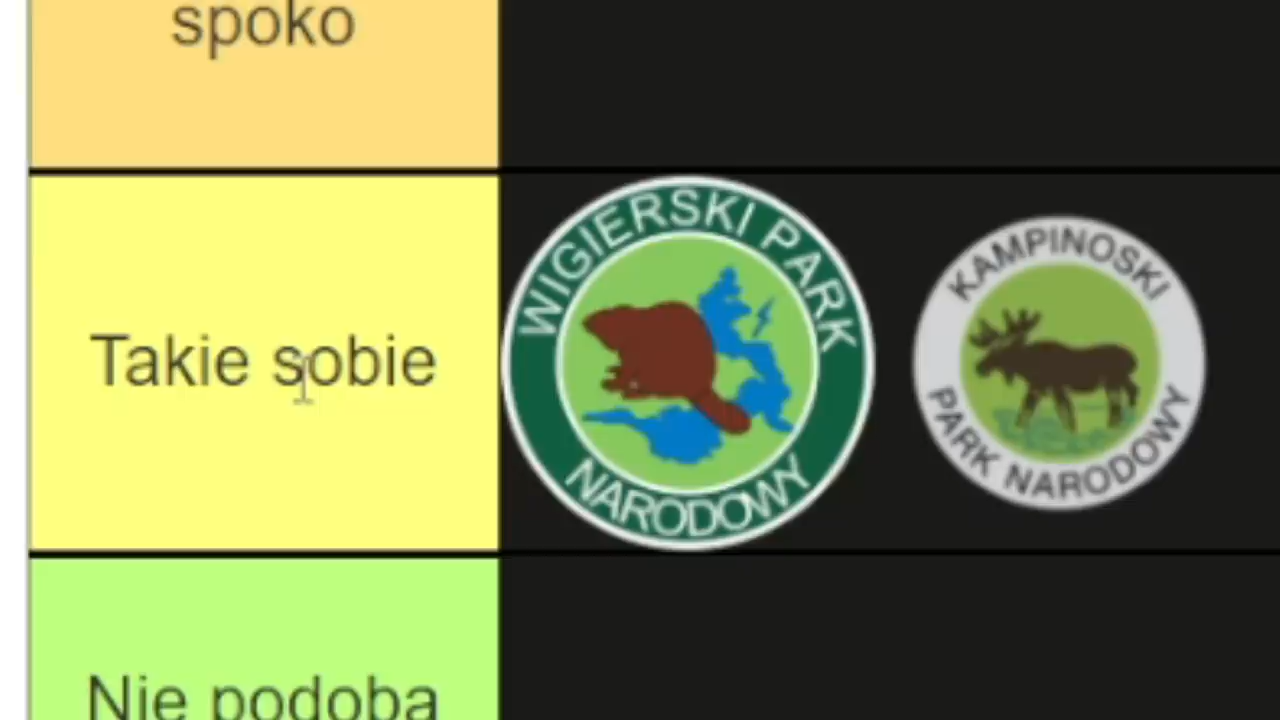 spoko
Takie sobie
WIGIERSKI PARK
NARODOWY
KAMPINOSKI
PARK NARODOWY
Nie podoba